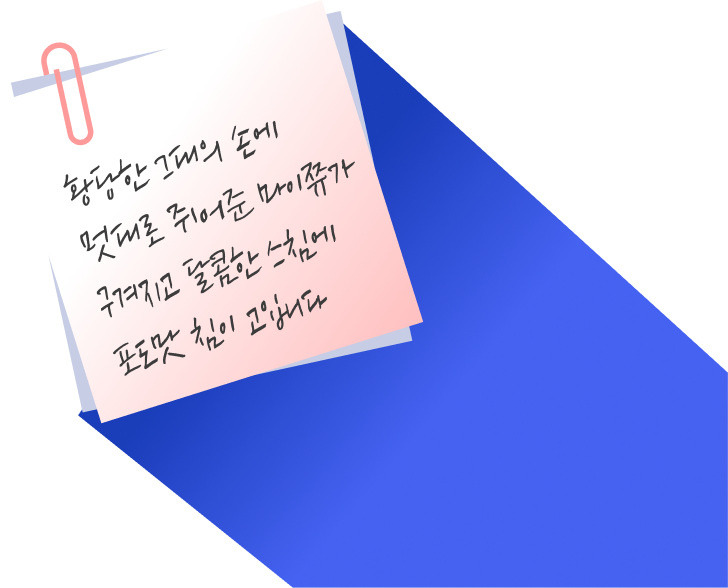 황당한 그대의 손에
멋대로 쥐어준 마이쮸가
구겨지고 달콤한 스침에
포도맛 침이 고입니다